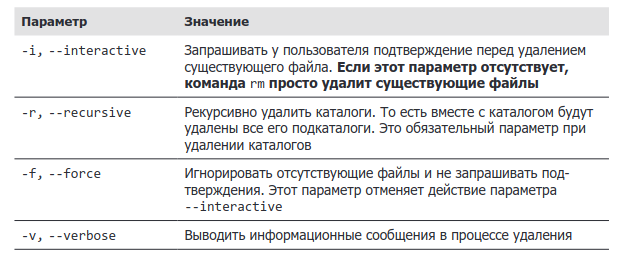 Параметр Значение
-i, --interactive Запрашивать у пользователя подтверждение перед удалением
существующего файла. Если этот параметр отсутствует,
команда rm просто удалит существующие файлы
-r, --recursive Рекурсивно удалить каталоги. То есть вместе с каталогом будут
удалены все его подкаталоги. Это обязательный параметр при
удалении каталогов
-f, --force Игнорировать отсутствующие файлы и не запрашивать под-
тверждения. Этот параметр отменяет действие параметра
--interactive
-v, --verbose Выводить информационные сообщения в процессе удаления